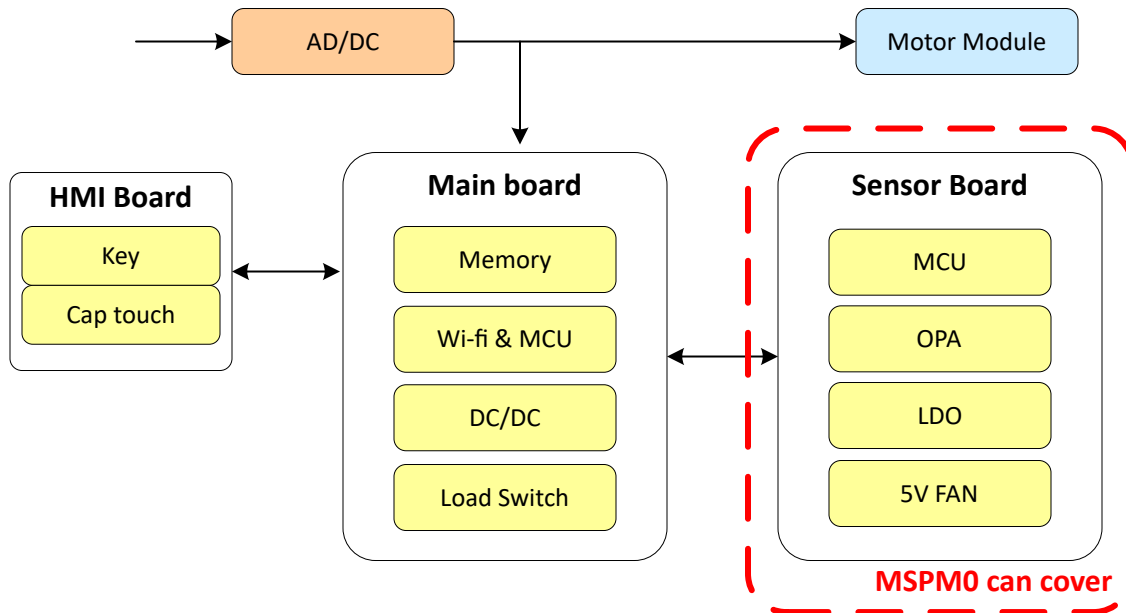 AD/DC
Motor Module
HMI Board
Key
Cap touch
Main board
Memory
Wi-fi & MCU
DC/DC
Load Switch
Sensor Board
MCU
OPA
LDO
5V FAN
MSPM0 can cover